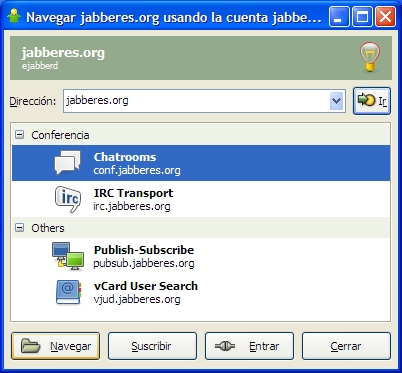 Navegar jabberes.org usando la cuenta jabbe...
jabberes.org
ejabberd
Dirección: jabberes.org Ir
Conferencia
Chatrooms
conf.jabberes.org
irc
IRC Transport
irc.jabberes.org
Others
Publish-Subscribe
pubsub.jabberes.org
@
vCard User Search
vjud.jabberes.org
Navegar Suscribir Entrar Cerrar